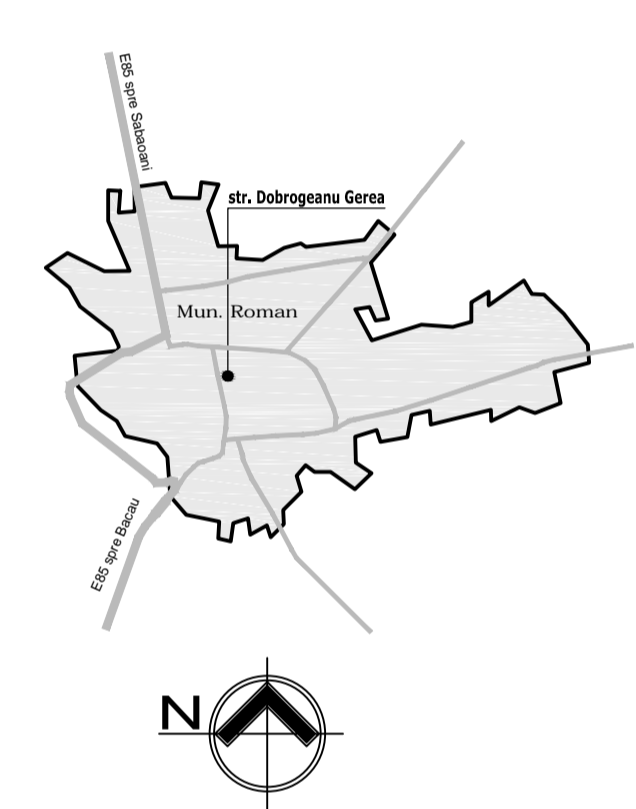 E85 spre Sabaoani
str. Dobrogeanu Gerea
Mun. Roman
E85 spre Bacau
N